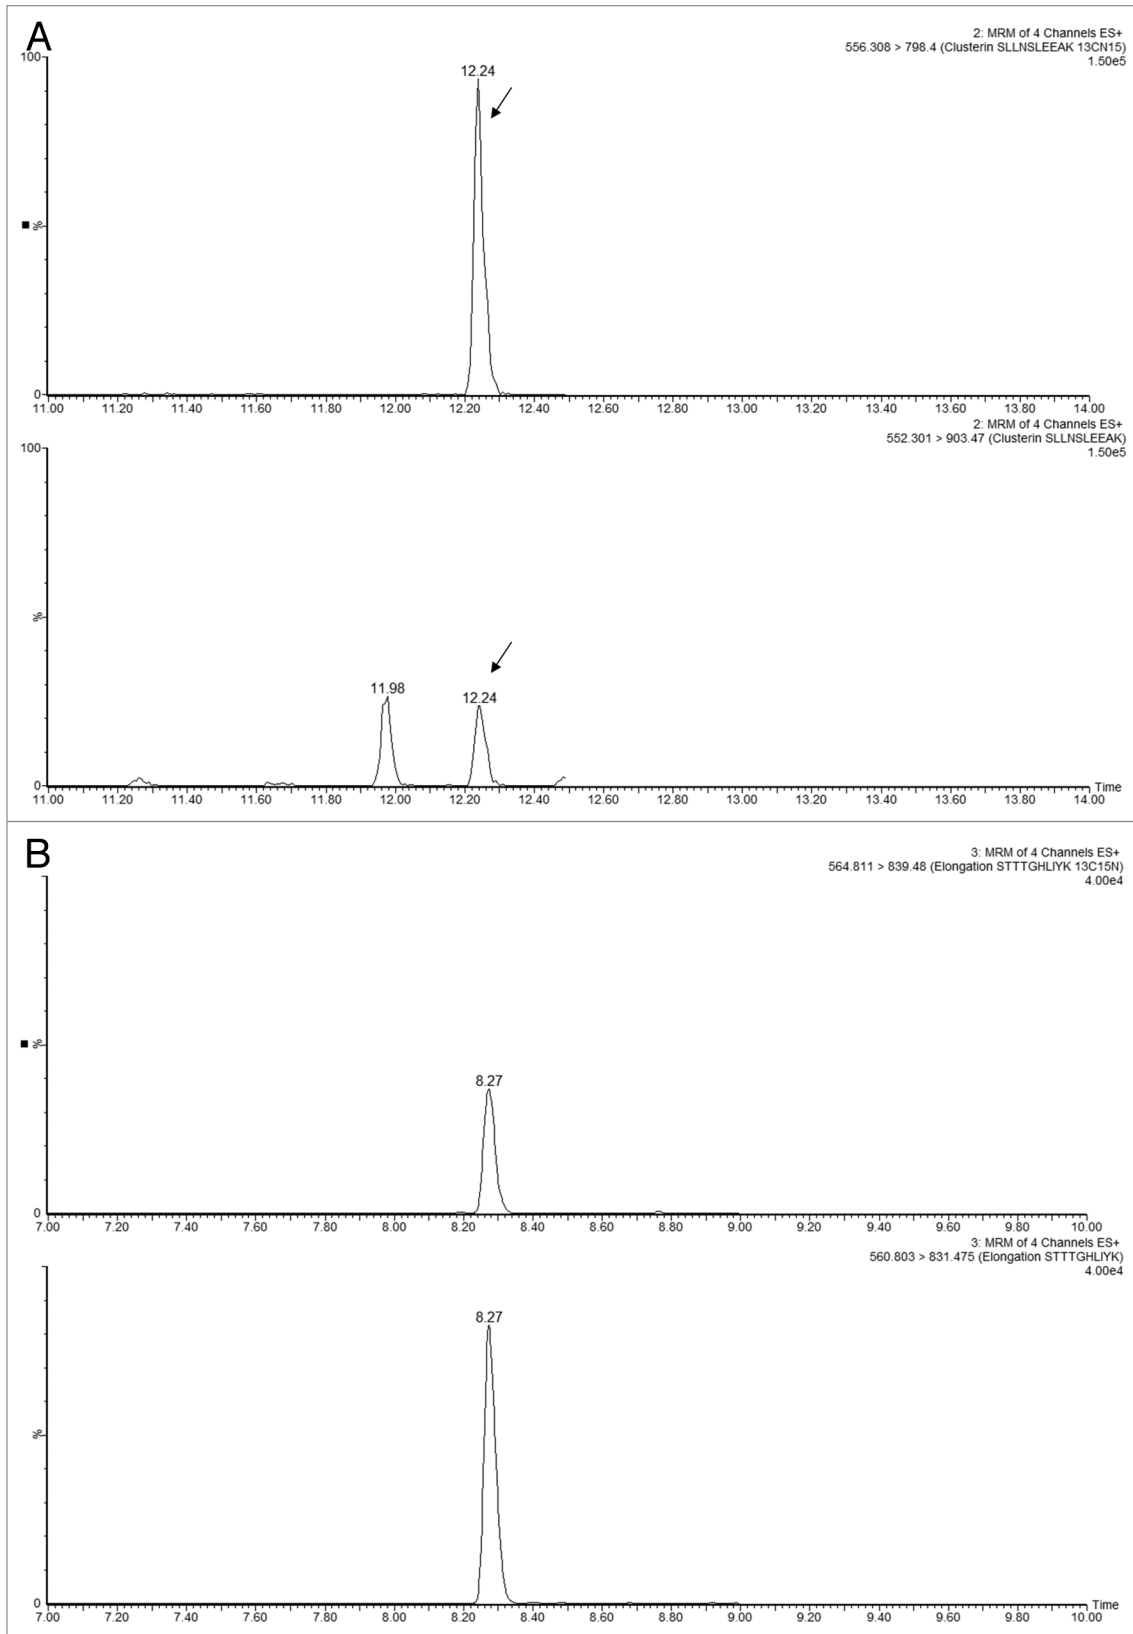 A
2: MRM of 4 Channels ES+
556.308 > 798.4 (Clusterin SLLNSLEEAK 13CN15)
1.50e5
100
12.24
%
0
11.00 11.20 11.40 11.60 11.80 12.00 12.20 12.40 12.60 12.80 13.00 13.20 13.40 13.60 13.80 14.00
2: MRM of 4 Channels ES+
552.301 > 903.47 (Clusterin SLLNSLEEAK)
1.50e5
100
%
11.98
12.24
0
Time
11.00 11.20 11.40 11.60 11.80 12.00 12.20 12.40 12.60 12.80 13.00 13.20 13.40 13.60 13.80 14.00
B
3: MRM of 4 Channels ES+
564.811 > 839.48 (Elongation STTTGHLIYK 13C15N)
4.00e4
%
8.27
0
7.00 7.20 7.40 7.60 7.80 8.00 8.20 8.40 8.60 8.80 9.00 9.20 9.40 9.60 9.80 10.00
3: MRM of 4 Channels ES+
560.803 > 831.475 (Elongation STTTGHLIYK)
4.00e4
8.27
%
0
Time
7.00 7.20 7.40 7.60 7.80 8.00 8.20 8.40 8.60 8.80 9.00 9.20 9.40 9.60 9.80 10.00